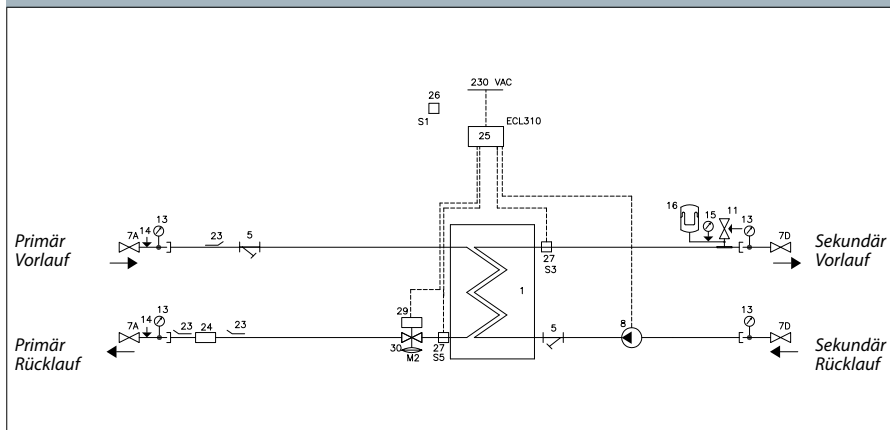 230 VAC
26
S1
ECL310
25
16
15
11
13
7D
Primär
Vorlauf
7A
14
13
23
5
27
S3
Sekundär
Vorlauf
1
29
13
7A
14
13
23
24
23
30
M2
27
S5
5
8
7D
Primär
Rücklauf
Sekundär
Rücklauf